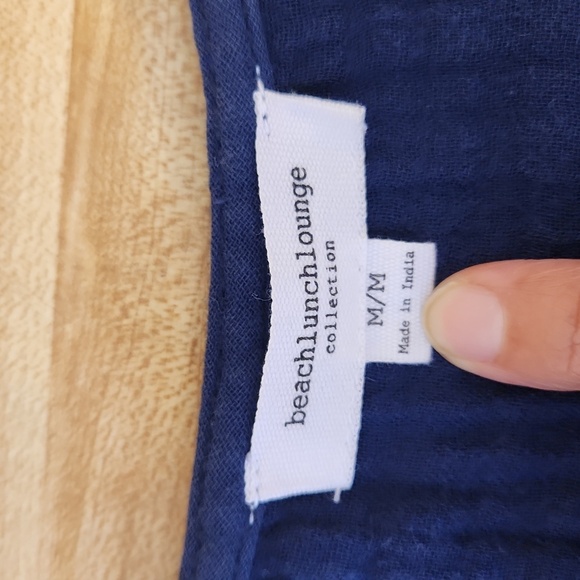 beachlunchlounge
collection
M/M
Made in India